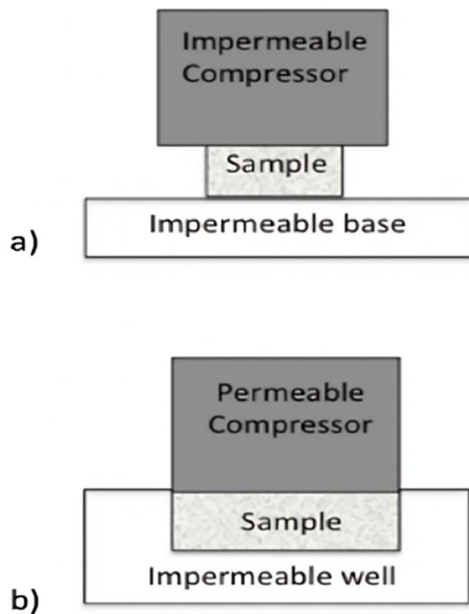 Impermeable
Compressor
Sample
Impermeable base
a)
Permeable
Compressor
Sample
Impermeable well
b)